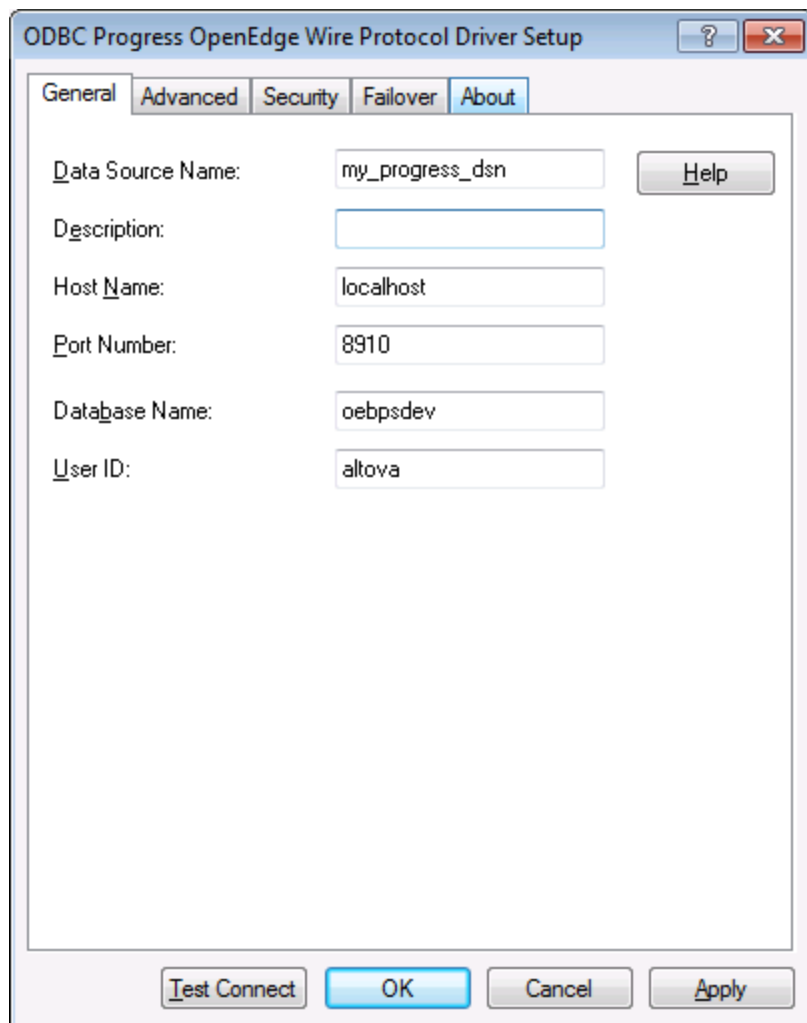 ODBC Progress OpenEdge Wire Protocol Driver Setup ?
General Advanced Security Failover About
Data Source Name: my_progress_dsn Help
Description:
Host Name: localhost
Port Number: 8910
Database Name: oebpsdev
User ID: altova
Test Connect OK Cancel Apply